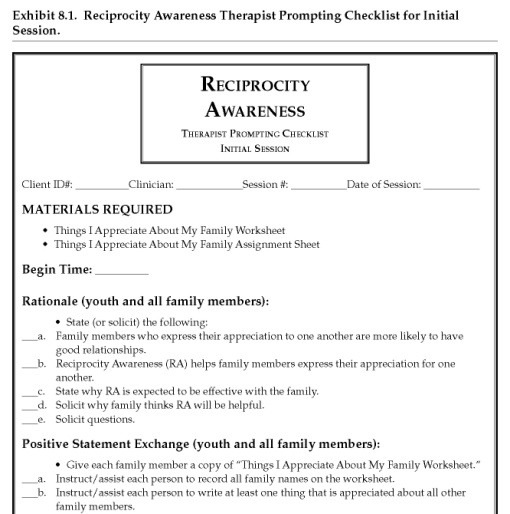 Exhibit 8.1. Reciprocity Awareness Therapist Prompting Checklist for Initial
Session.
RECIPROCITY
AWARENESS
THERAPIST PROMPTING CHECKLIST
INITIAL SESSION
Client ID#: __________Clinician: ____________Session #: __________Date of Session: __________
MATERIALS REQUIRED
• Things I Appreciate About My Family Worksheet
• Things I Appreciate About My Family Assignment Sheet
Begin Time: _________
Rationale (youth and all family members):
• State (or solicit) the following:
___a. Family members who express their appreciation to one another are more likely to have
good relationships.
___b. Reciprocity Awareness (RA) helps family members express their appreciation for one
another.
___c. State why RA is expected to be effective with the family.
___d. Solicit why family thinks RA will be helpful.
___e. Solicit questions.
Positive Statement Exchange (youth and all family members):
• Give each family member a copy of "Things I Appreciate About My Family Worksheet."
___a. Instruct/assist each person to record all family names on the worksheet.
___b. Instruct/assist each person to write at least one thing that is appreciated about all other
family members.